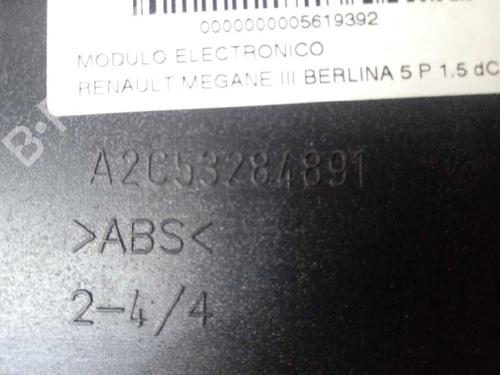 0000000005619392
MODULO ELECTRONICO
RENAULT MEGANE III BERLINA 5 P 1.5 dC
A2C53284891
>ABS<
2-4/4